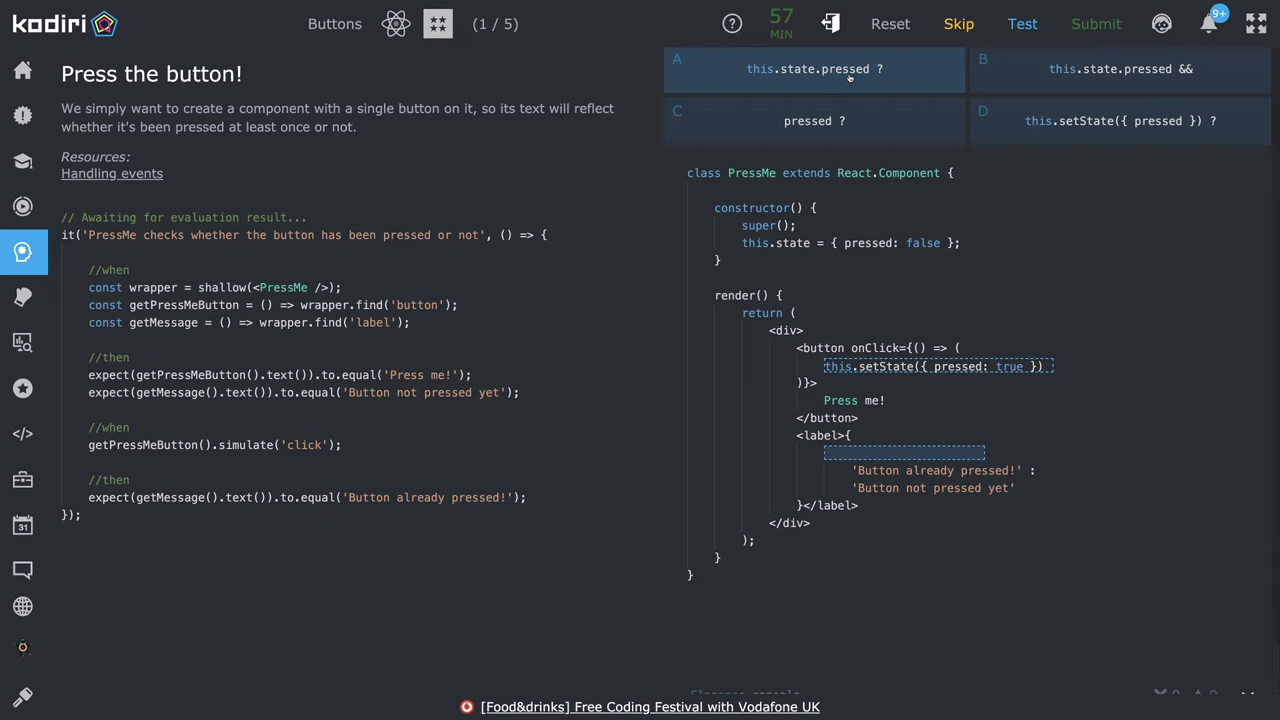 kodiri
Buttons
(1 / 5)
57
MIN
Reset
Skip
Test
Submit
9+
Press the button!
We simply want to create a component with a single button on it, so its text will reflect
whether it's been pressed at least once or not.
Resources:
Handling events
// Awaiting for evaluation result...
it('PressMe checks whether the button has been pressed or not', () => {
//when
const wrapper = shallow(<PressMe />);
const getPressMeButton = () => wrapper.find('button');
const getMessage = () => wrapper.find('label');
//then
expect(getPressMeButton().text()).to.equal('Press me!');
expect(getMessage().text()).to.equal('Button not pressed yet');
//when
getPressMeButton().simulate('click');
//then
expect(getMessage().text()).to.equal('Button already pressed!');
});
A
this.state.pressed ?
B
this.state.pressed &&
C
pressed ?
D
this.setState({ pressed }) ?
class PressMe extends React.Component {
constructor() {
super();
this.state = { pressed: false };
}
render() {
return (
<div>
<button onClick={() => (
this.setState({ pressed: true })
)}>
Press me!
</button>
<label>{
'Button already pressed!' :
'Button not pressed yet'
}</label>
</div>
);
}
}
31
[Food&drinks] Free Coding Festival with Vodafone UK